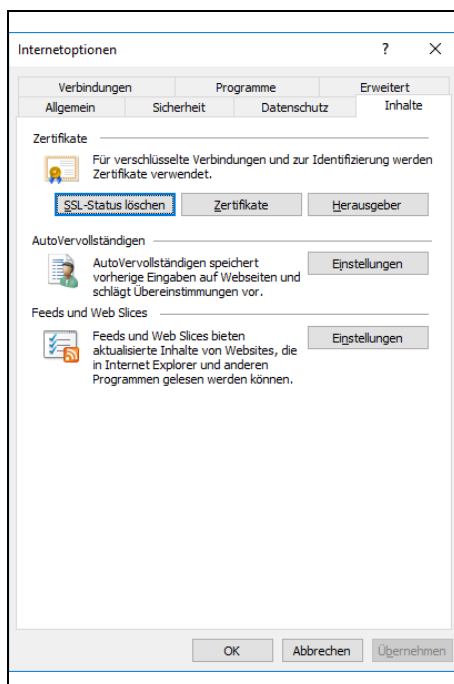 Internetoptionen
?
Verbindungen Programme Erweitert
Allgemein Sicherheit Datenschutz Inhalte
Zertifikate
Für verschlüsselte Verbindungen und zur Identifizierung werden
Zertifikate verwendet.
SSL-Status löschen Zertifikate Herausgeber
AutoVervollständigen
AutoVervollständigen speichert
vorherige Eingaben auf Webseiten und
schlägt Übereinstimmungen vor.
Einstellungen
Feeds und Web Slices
Feeds und Web Slices bieten
aktualisierte Inhalte von Websites, die
in Internet Explorer und anderen
Programmen gelesen werden können.
Einstellungen
OK Abbrechen Übernehmen